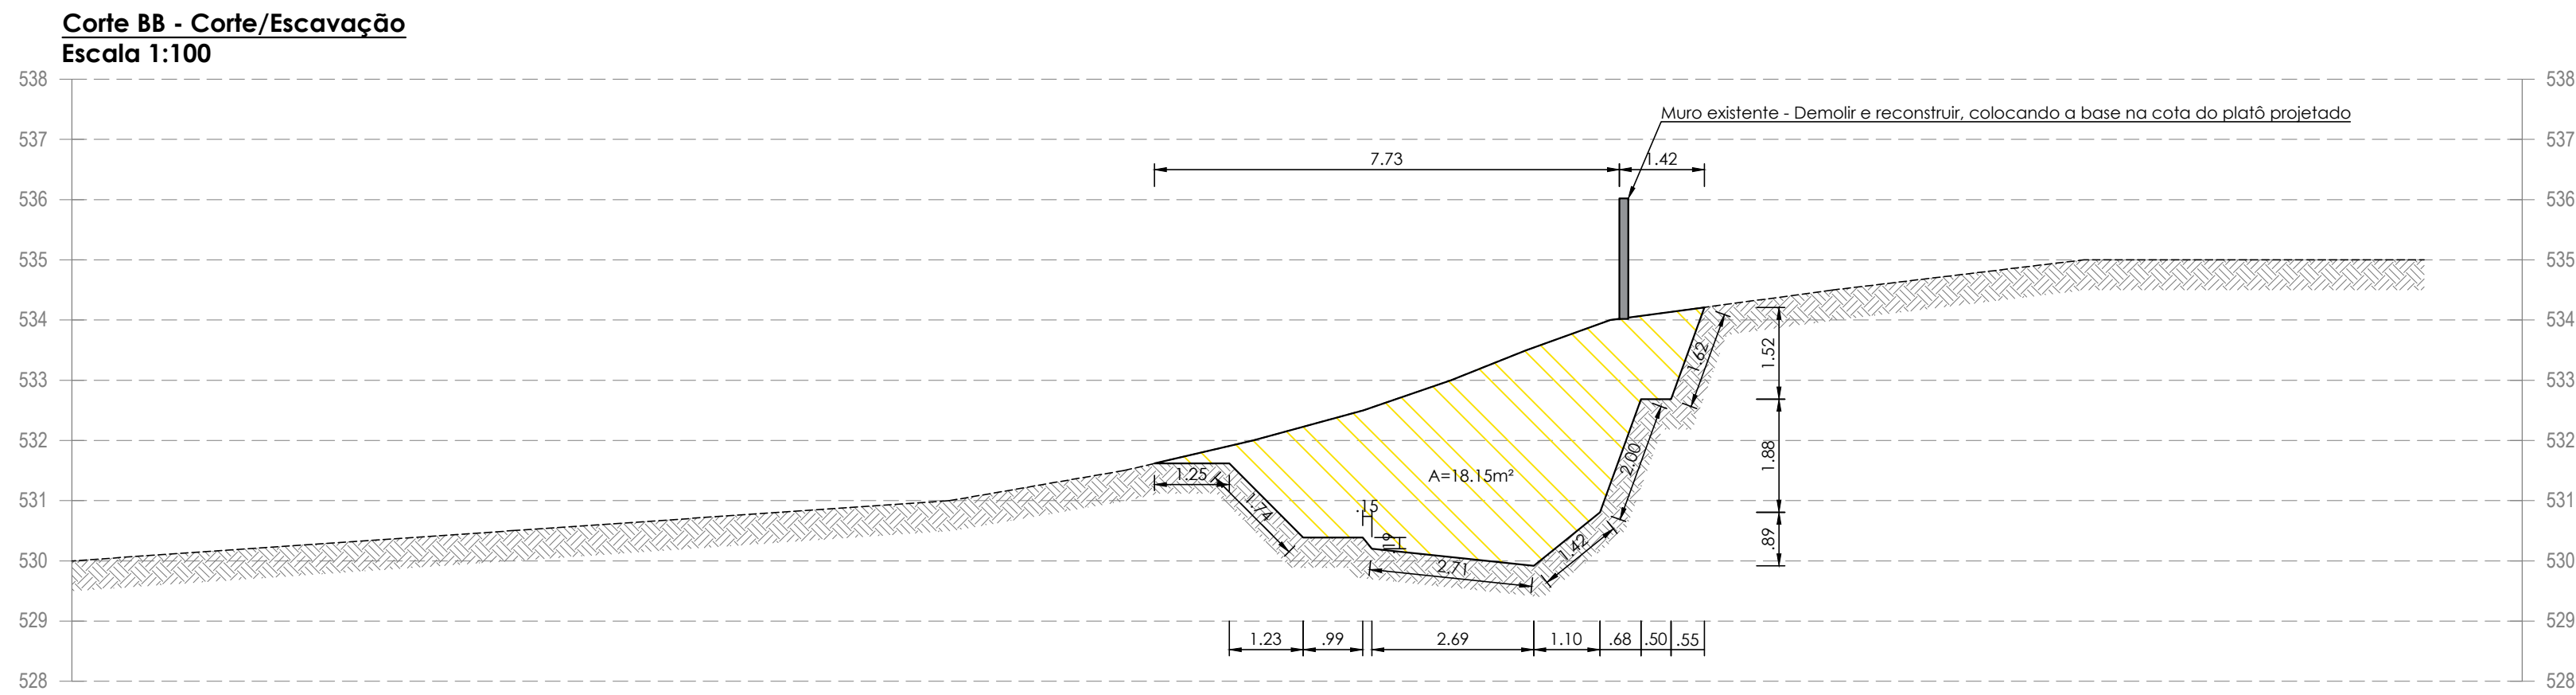 Corte BB - Corte/Escavação
Escala 1:100
538 538
Muro existente - Demolir e reconstruir, colocando a base na cota do platô projetado
537 537
7.73 1.42
536 536
535 535
534 534
1.62 1.52
533 533
532 532
2.00 1.88
1.25 A=18.15m²
531 531
1.74 .15
.19 1.42 .89
530 530
2.71
529 529
1.23 .99 2.69 1.10 .68 .50 .55
528 528